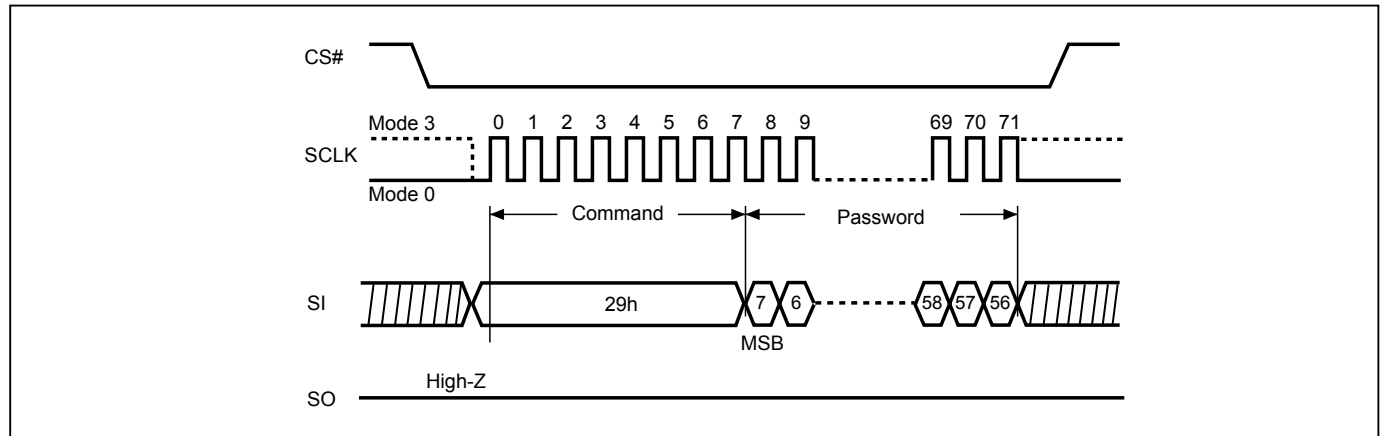 CS#
Mode 3 0 1 2 3 4 5 6 7 8 9 69 70 71
SCLK
Mode 0
Command Password
SI 29h 7 6 58 57 56
MSB
High-Z
SO